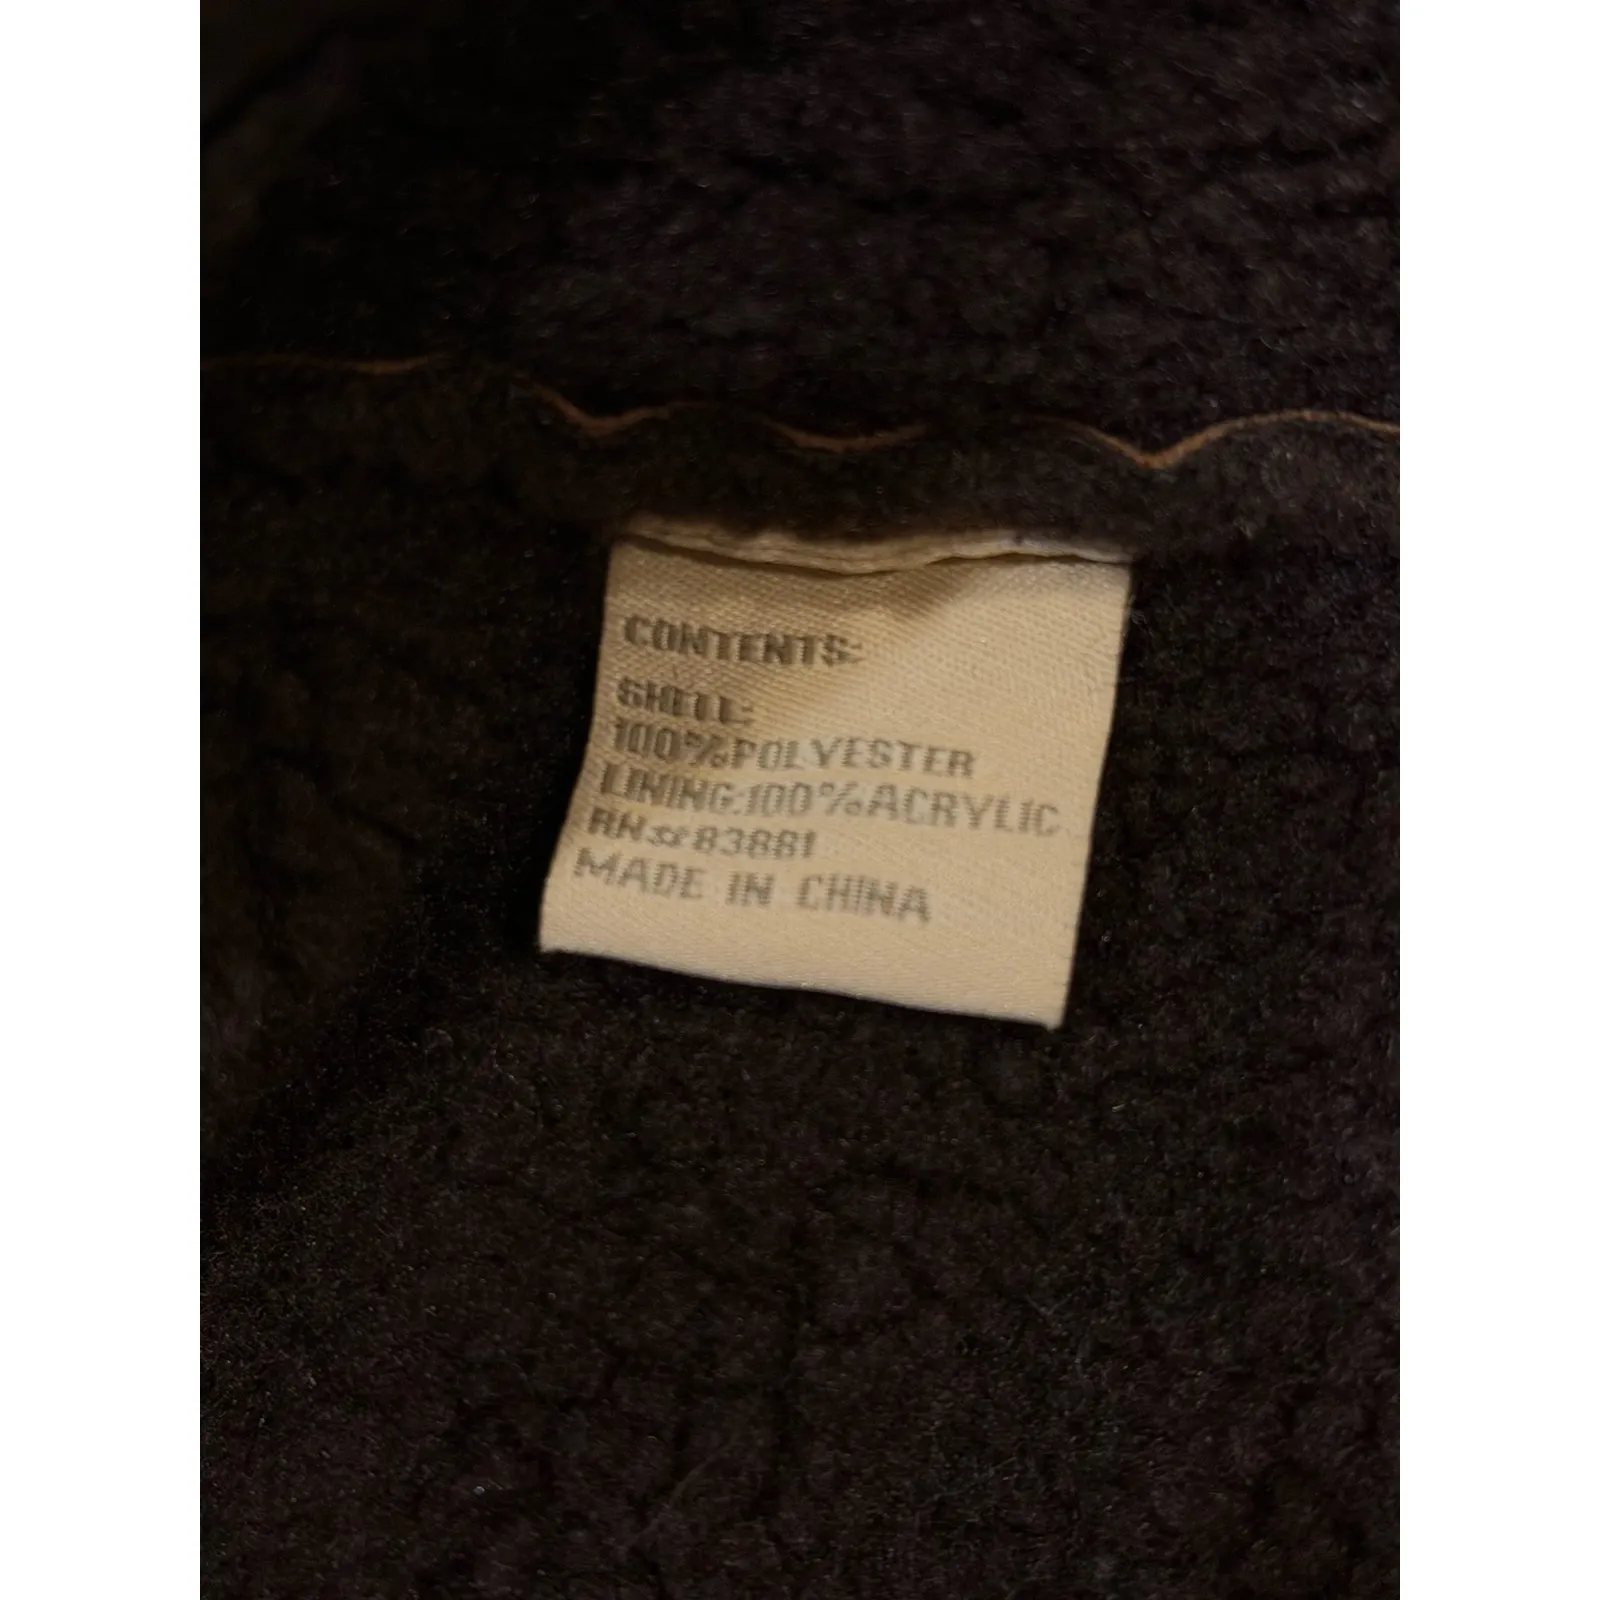 CONTENTS:
SHELL:
100%POLYESTER
LINING:100%ACRYLIC
RN#83881
MADE IN CHINA